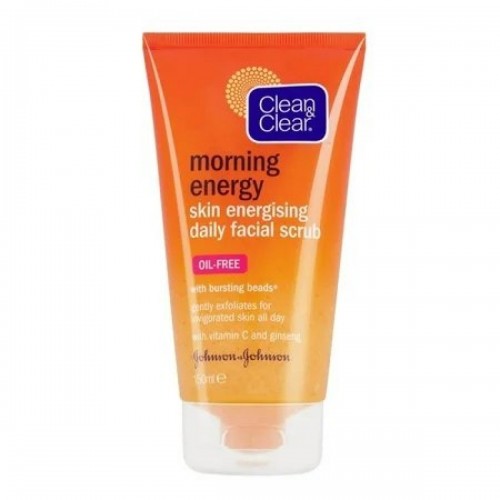 Clean &
Clear®
morning
energy
skin energising
daily facial scrub
OIL-FREE
with bursting beads*
gently exfoliates for
invigorated skin all day
with vitamin C and ginseng
Johnson & Johnson
150ml ℮